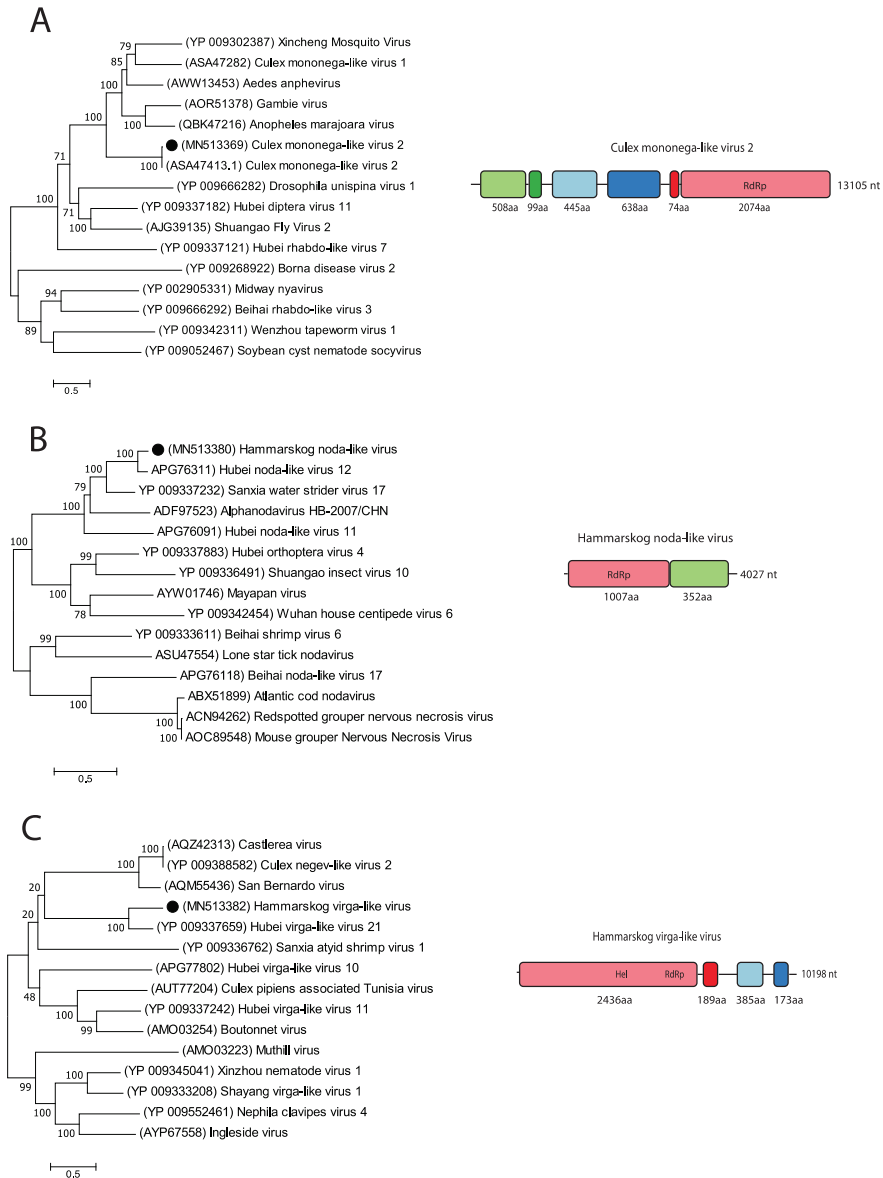 A
79
85
100
100
100
100
71
100
71
100
94
89
(YP 009302387) Xincheng Mosquito Virus
(ASA47282) Culex mononega-like virus 1
(AWW13453) Aedes anphevirus
(AOR51378) Gambie virus
(QBK47216) Anopheles marajoara virus
(MN513369) Culex mononega-like virus 2
(ASA47413.1) Culex mononega-like virus 2
(YP 009666282) Drosophila unispina virus 1
(YP 009337182) Hubei diptera virus 11
(AJG39135) Shuangao Fly Virus 2
(YP 009337121) Hubei rhabdo-like virus 7
(YP 009268922) Borna disease virus 2
(YP 002905331) Midway nyavirus
(YP 009666292) Beihai rhabdo-like virus 3
(YP 009342311) Wenzhou tapeworm virus 1
(YP 009052467) Soybean cyst nematode socyvirus
0.5
Culex mononega-like virus 2
RdRp
13105 nt
508aa 99aa 445aa 638aa 74aa 2074aa
B
100
100
79
100
100
99
100
78
99
100
100
100
(MN513380) Hammarskog noda-like virus
APG76311) Hubei noda-like virus 12
YP 009337232) Sanxia water strider virus 17
ADF97523) Alphanodavirus HB-2007/CHN
APG76091) Hubei noda-like virus 11
YP 009337883) Hubei orthoptera virus 4
YP 009336491) Shuangao insect virus 10
AYW01746) Mayapan virus
YP 009342454) Wuhan house centipede virus 6
YP 009333611) Beihai shrimp virus 6
ASU47554) Lone star tick nodavirus
APG76118) Beihai noda-like virus 17
ABX51899) Atlantic cod nodavirus
ACN94262) Redspotted grouper nervous necrosis virus
AOC89548) Mouse grouper Nervous Necrosis Virus
0.5
Hammarskog noda-like virus
RdRp
4027 nt
1007aa 352aa
C
100
100
20
100
20
48
100
99
99
100
100
100
(AQZ42313) Castlerea virus
(YP 009388582) Culex negev-like virus 2
(AQM55436) San Bernardo virus
(MN513382) Hammarskog virga-like virus
(YP 009337659) Hubei virga-like virus 21
(YP 009336762) Sanxia atyid shrimp virus 1
(APG77802) Hubei virga-like virus 10
(AUT77204) Culex pipiens associated Tunisia virus
(YP 009337242) Hubei virga-like virus 11
(AMO03254) Boutonnet virus
(AMO03223) Muthill virus
(YP 009345041) Xinzhou nematode virus 1
(YP 009333208) Shayang virga-like virus 1
(YP 009552461) Nephila clavipes virus 4
(AYP67558) Ingleside virus
0.5
Hammarskog virga-like virus
Hel RdRp
10198 nt
2436aa 189aa 385aa 173aa